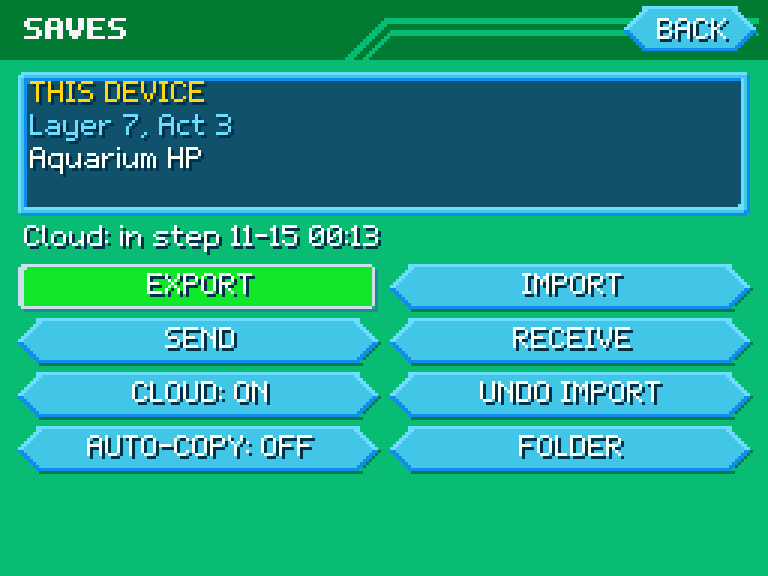 SAVES
BACK
THIS DEVICE
Layer 7, Act 3
Aquarium HP
Cloud: in step 11-15 00:13
EXPORT
IMPORT
SEND
RECEIVE
CLOUD: ON
UNDO IMPORT
AUTO-COPY: OFF
FOLDER